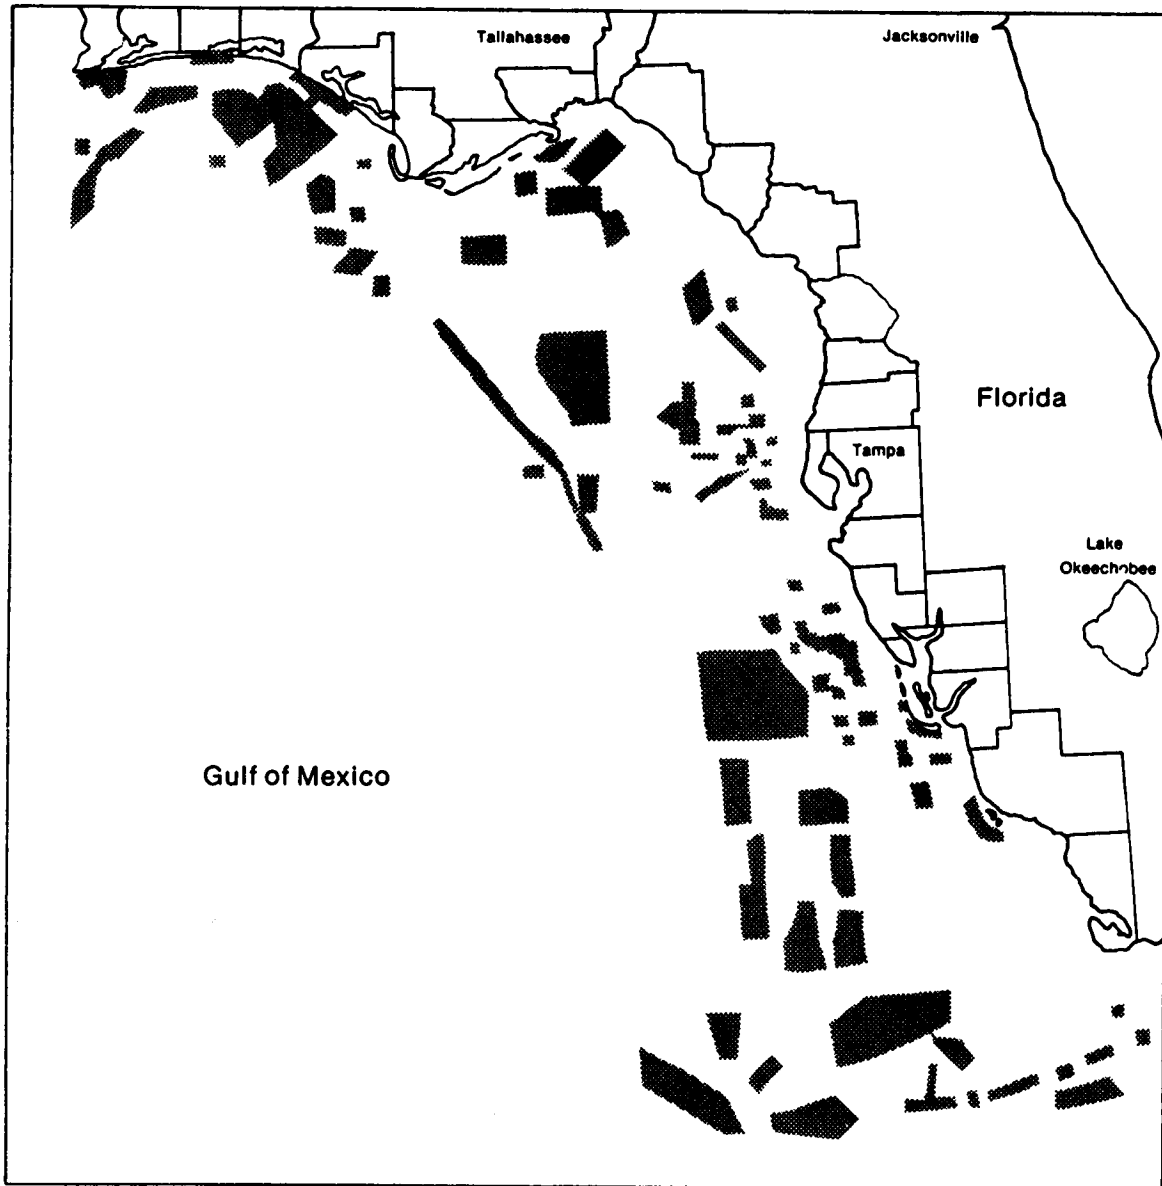 Tallahassee
Jacksonville
Florida
Tampa
Lake
Okeechobee
Gulf of Mexico